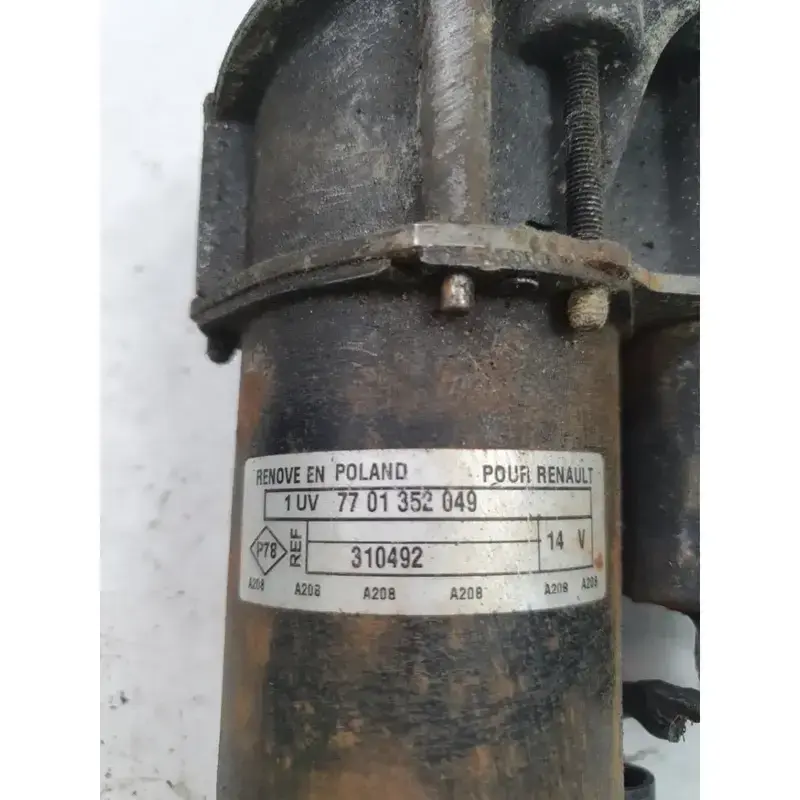 RENOVE EN POLAND POUR RENAULT
1 UV 77 01 352 049
P78 REF 310492 14 V
A208 A208 A208 A208 A208 A208